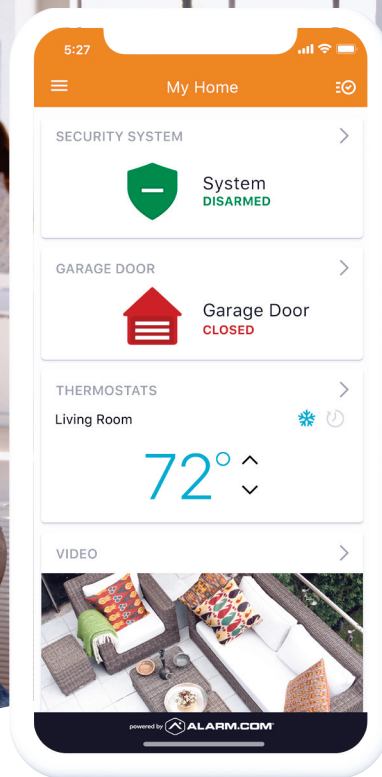 5:27
My Home
SECURITY SYSTEM
System
DISARMED
GARAGE DOOR
Garage Door
CLOSED
THERMOSTATS
Living Room
72°
VIDEO
powered by ALARM.COM